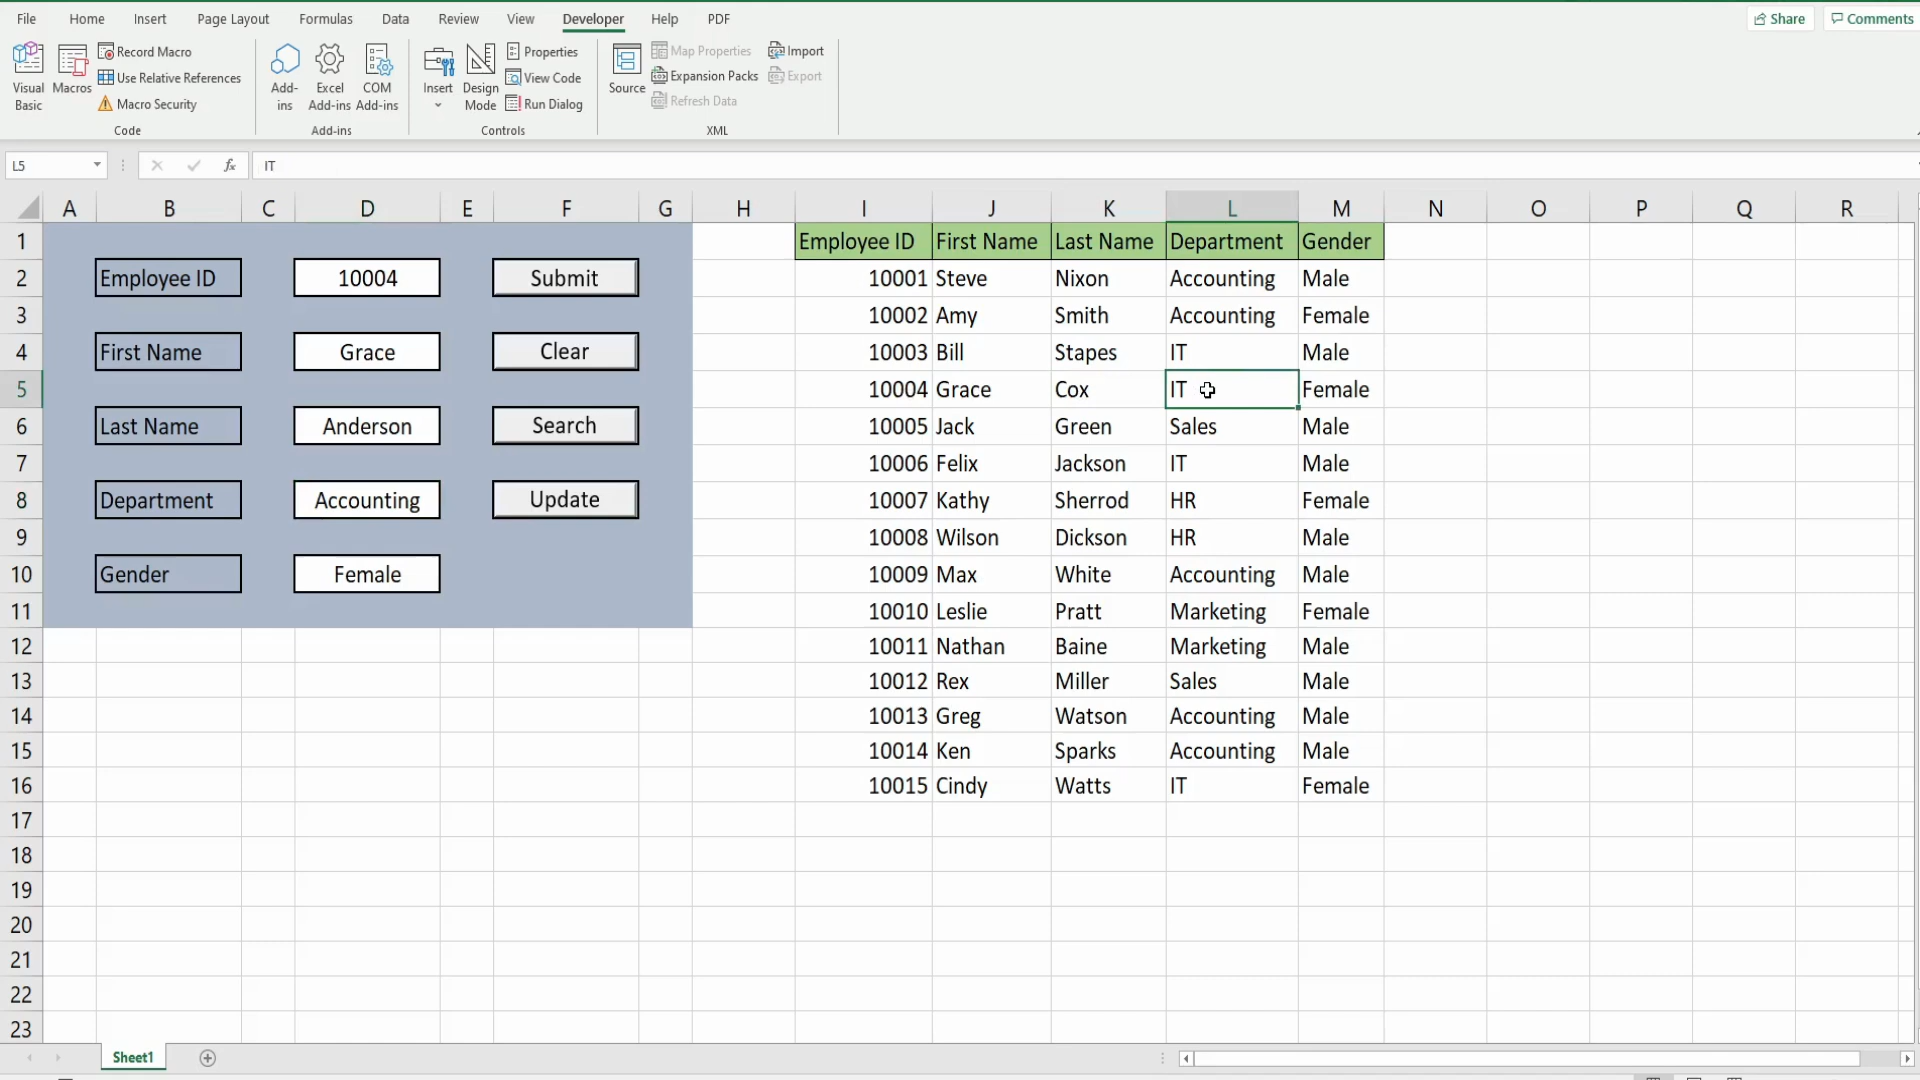 File Home Insert Page Layout Formulas Data Review View Developer Help PDF Share Comments
Visual Basic
Macros
Record Macro
Use Relative References
Macro Security
Code
Add-ins
Excel Add-ins
COM Add-ins
Add-ins
Insert
Design Mode
Properties
View Code
Run Dialog
Controls
Source
Map Properties
Expansion Packs
Refresh Data
Import
Export
XML
L5 fx IT
A B C D E F G H I J K L M N O P Q R
1 Employee ID First Name Last Name Department Gender
2 Employee ID 10004 Submit 10001 Steve Nixon Accounting Male
3 10002 Amy Smith Accounting Female
4 First Name Grace Clear 10003 Bill Stapes IT Male
5 10004 Grace Cox IT Female
6 Last Name Anderson Search 10005 Jack Green Sales Male
7 10006 Felix Jackson IT Male
8 Department Accounting Update 10007 Kathy Sherrod HR Female
9 10008 Wilson Dickson HR Male
10 Gender Female 10009 Max White Accounting Male
11 10010 Leslie Pratt Marketing Female
12 10011 Nathan Baine Marketing Male
13 10012 Rex Miller Sales Male
14 10013 Greg Watson Accounting Male
15 10014 Ken Sparks Accounting Male
16 10015 Cindy Watts IT Female
17
18
19
20
21
22
23
Sheet1